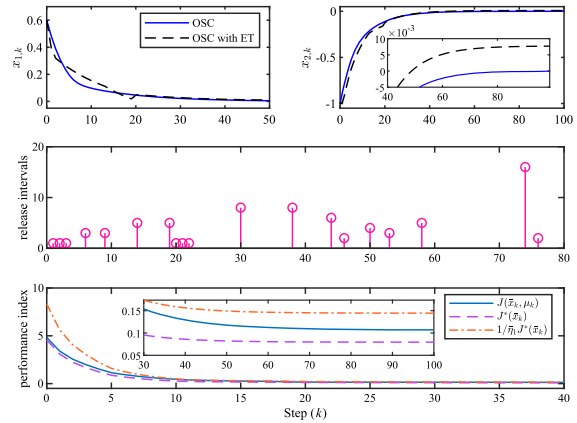 0.6
0.4
0.2
0
x1,k
OSC
OSC with ET
0 10 20 30 40 50
0
-0.5
-1
x2,k
×10−3
10
5
0
-5
40 60 80
0 20 40 60 80 100
20
10
0
release intervals
0 10 20 30 40 50 60 70 80
10
5
0
performance index
0.15
0.1
0.05
30 40 50 60 70 80 90 100
J(x̄k, μk)
J*(x̄k)
1/η̄1J*(x̄k)
0 5 10 15 20 25 30 35 40
Step (k)